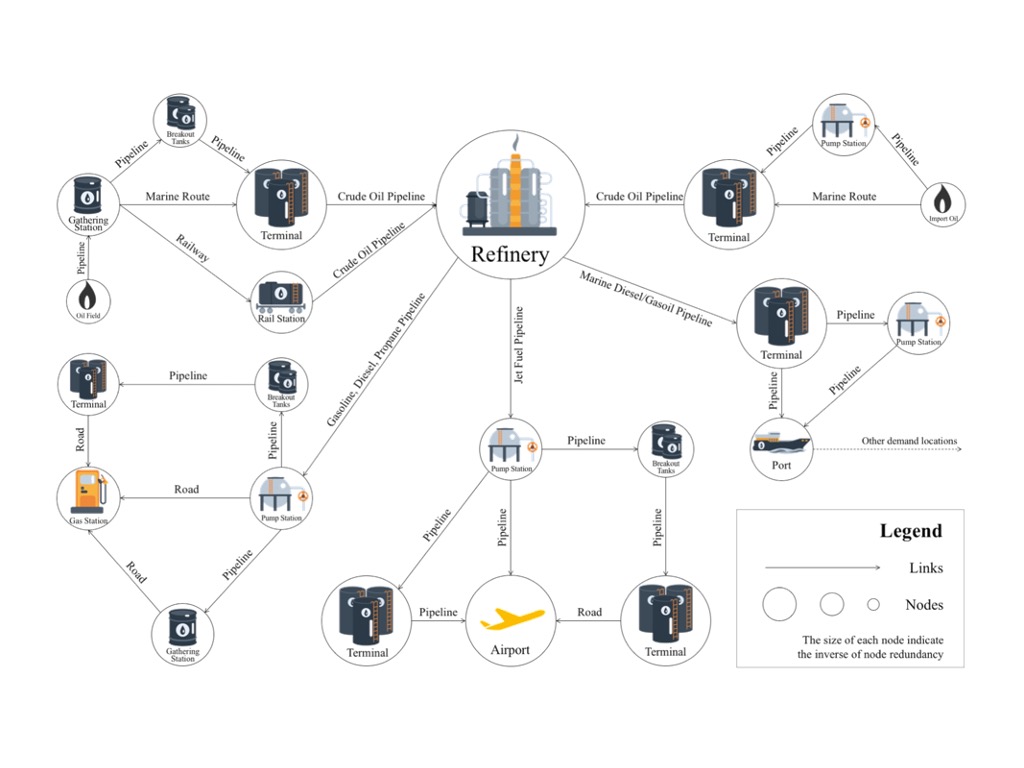 Breakout
Tanks
Pipeline
Pipeline
Gathering
Station
Marine Route
Terminal
Crude Oil Pipeline
Pipeline
Oil Field
Railway
Rail Station
Crude Oil Pipeline
Refinery
Pump Station
Pipeline
Pipeline
Crude Oil Pipeline
Terminal
Marine Route
Import Oil
Gasoline, Diesel, Propane Pipeline
Jet Fuel Pipeline
Marine Diesel/Gasoil Pipeline
Terminal
Pipeline
Pump Station
Pipeline
Pipeline
Port
Other demand locations
Terminal
Pipeline
Breakout
Tanks
Road
Pipeline
Gas Station
Road
Pump Station
Road
Pipeline
Gathering
Station
Pump Station
Pipeline
Breakout
Tanks
Pipeline
Pipeline
Pipeline
Terminal
Pipeline
Airport
Road
Terminal
Legend
Links
Nodes
The size of each node indicate
the inverse of node redundancy